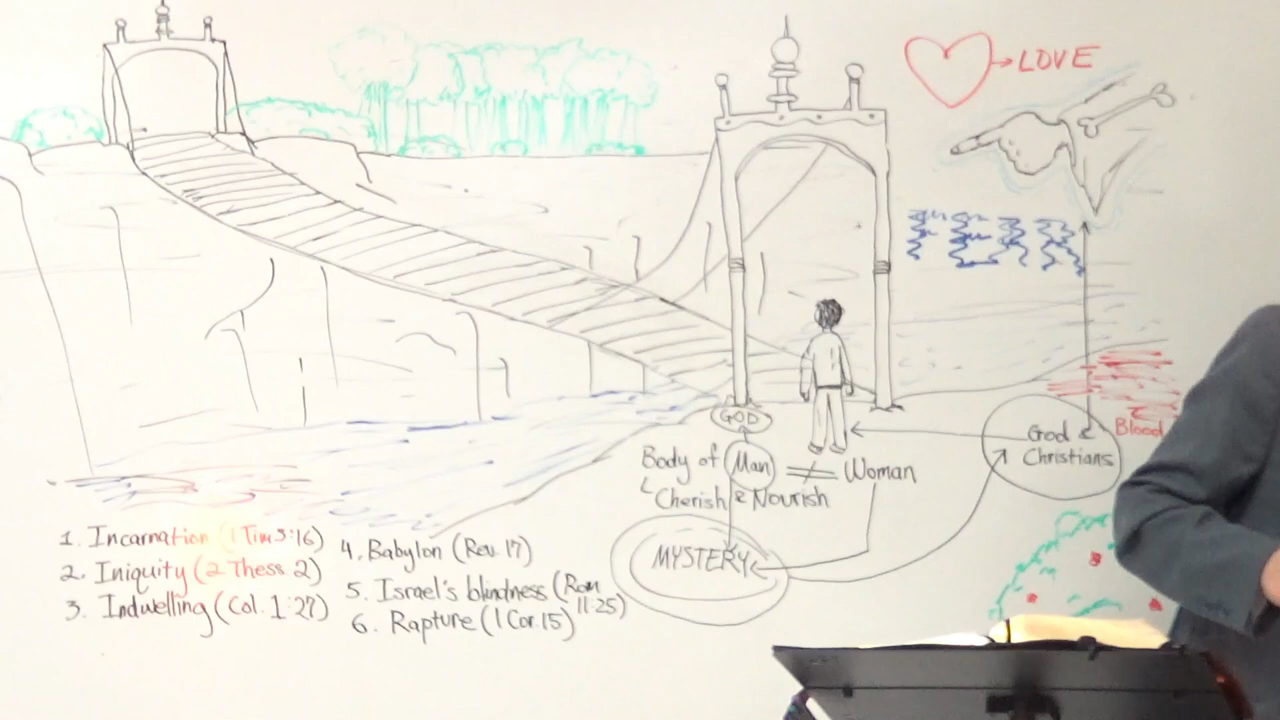 LOVE
FEAR
GOD
God &
Christians
Blood
Body of Man ≠ Woman
Cherish & Nourish
MYSTERY
1. Incarnation (1 Tim 3:16)
2. Iniquity (2 Thess. 2)
3. Indwelling (Col. 1:27)
4. Babylon (Rev. 17)
5. Israel's blindness (Rom
11:25)
6. Rapture (1 Cor. 15)